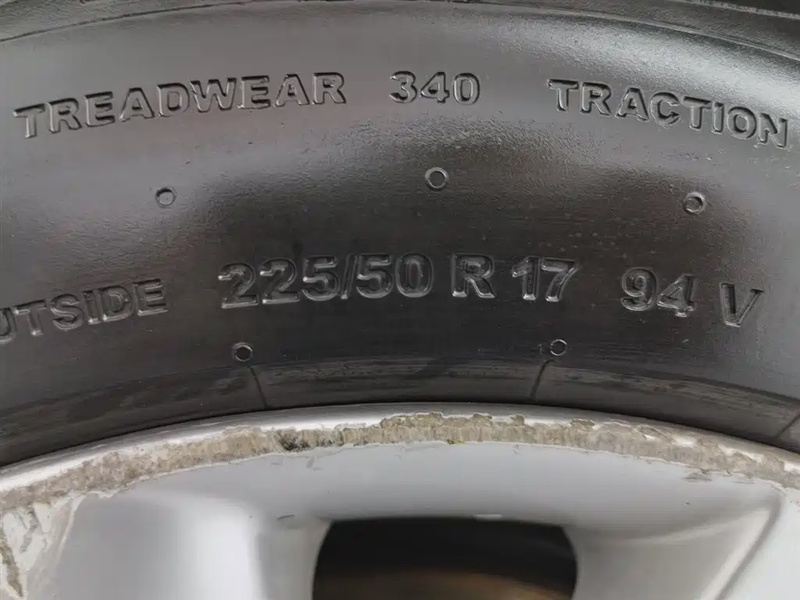 TREADWEAR 340 TRACTION
UTSIDE 225/50 R 17 94 V